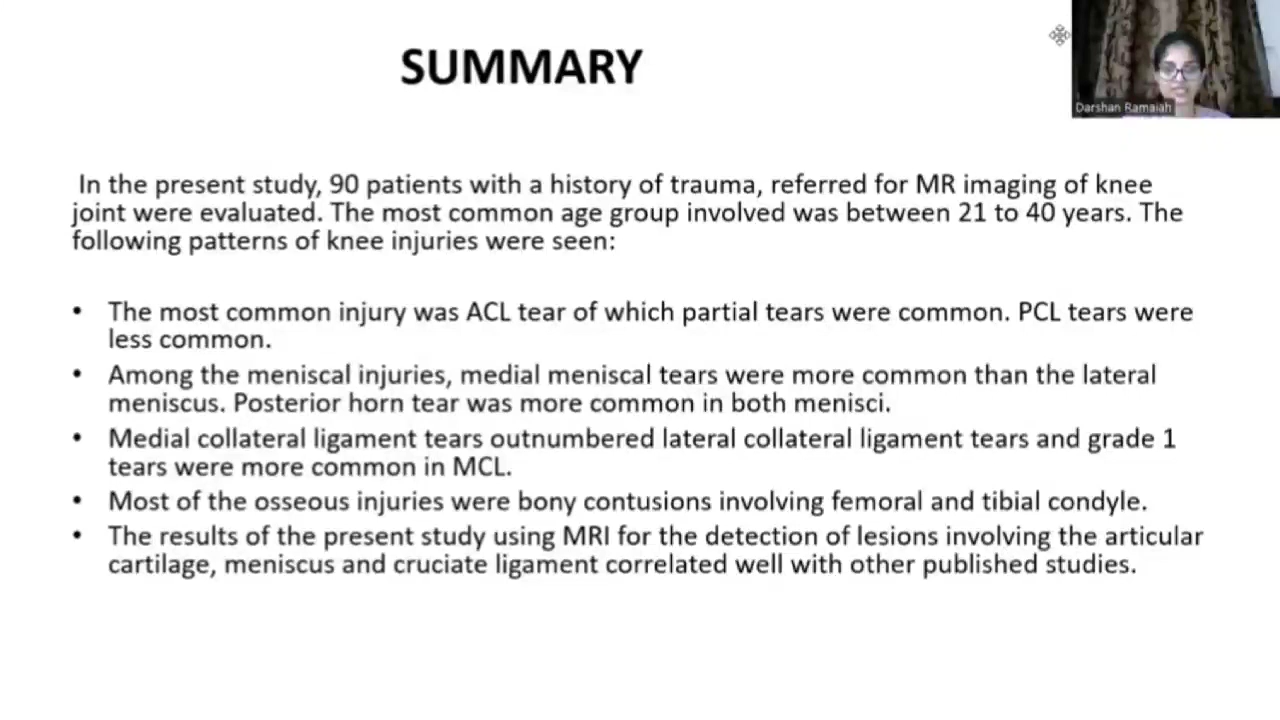 SUMMARY
Darshan Ramaiah
In the present study, 90 patients with a history of trauma, referred for MR imaging of knee
joint were evaluated. The most common age group involved was between 21 to 40 years. The
following patterns of knee injuries were seen:
• The most common injury was ACL tear of which partial tears were common. PCL tears were
less common.
• Among the meniscal injuries, medial meniscal tears were more common than the lateral
meniscus. Posterior horn tear was more common in both menisci.
• Medial collateral ligament tears outnumbered lateral collateral ligament tears and grade 1
tears were more common in MCL.
• Most of the osseous injuries were bony contusions involving femoral and tibial condyle.
• The results of the present study using MRI for the detection of lesions involving the articular
cartilage, meniscus and cruciate ligament correlated well with other published studies.